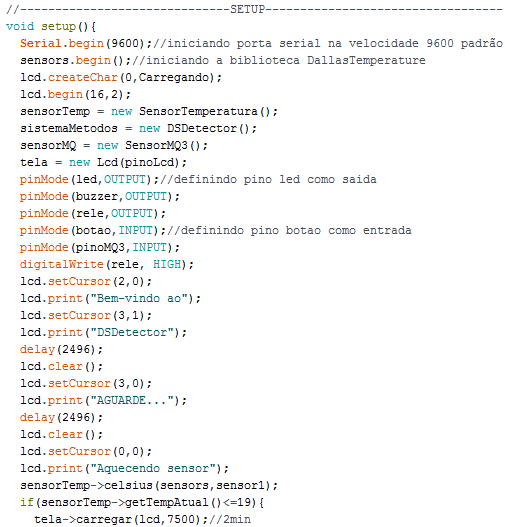 //------------------------------SETUP----------------------------------
void setup(){
  Serial.begin(9600);//iniciando porta serial na velocidade 9600 padrão
  sensors.begin();//iniciando a biblioteca DallasTemperature
  lcd.createChar(0,Carregando);
  lcd.begin(16,2);
  sensorTemp = new SensorTemperatura();
  sistemaMetodos = new DSDetector();
  sensorMQ = new SensorMQ3();
  tela = new Lcd(pinoLcd);
  pinMode(led,OUTPUT);//definindo pino led como saida
  pinMode(buzzer,OUTPUT);
  pinMode(rele,OUTPUT);
  pinMode(botao,INPUT);//definindo pino botao como entrada
  pinMode(pinoMQ3,INPUT);
  digitalWrite(rele, HIGH);
  lcd.setCursor(2,0);
  lcd.print("Bem-vindo ao");
  lcd.setCursor(3,1);
  lcd.print("DSDetector");
  delay(2496);
  lcd.clear();
  lcd.setCursor(3,0);
  lcd.print("AGUARDE...");
  delay(2496);
  lcd.clear();
  lcd.setCursor(0,0);
  lcd.print("Aquecendo sensor");
  sensorTemp->celsius(sensors,sensor1);
  if(sensorTemp->getTempAtual()<=19){
    tela->carregar(lcd,7500);//2min